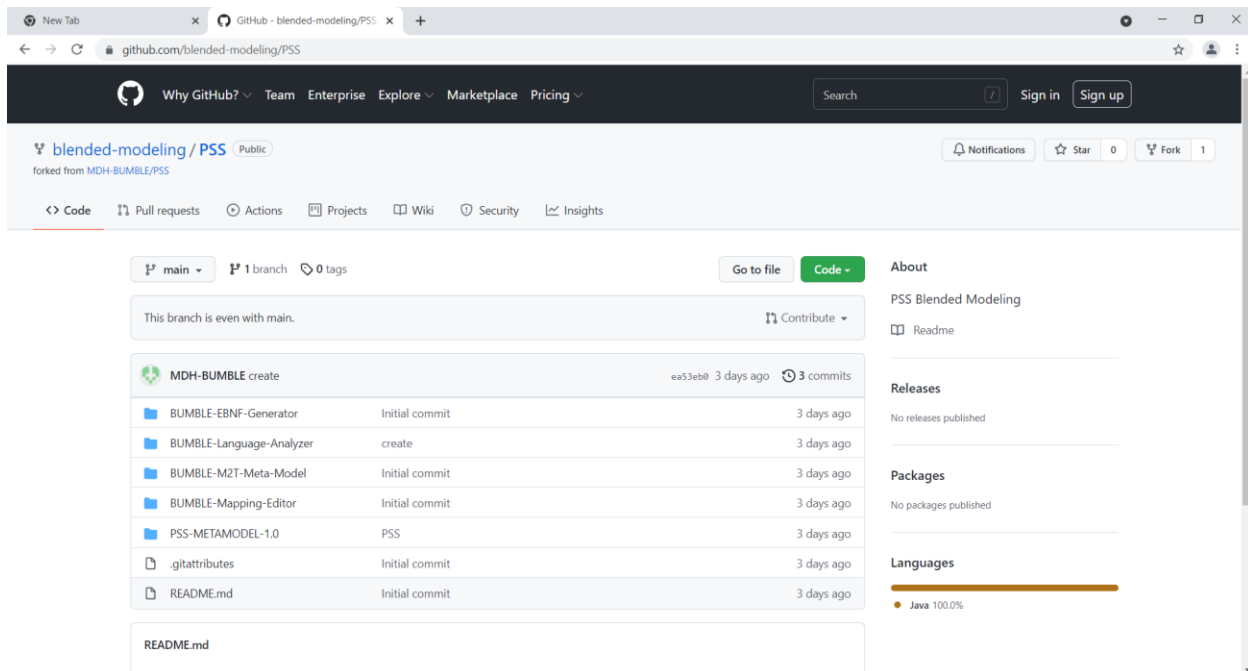 New Tab
GitHub - blended-modeling/PSS
github.com/blended-modeling/PSS
Why GitHub? Team Enterprise Explore Marketplace Pricing Search / Sign in Sign up
blended-modeling / PSS Public Notifications Star 0 Fork 1
forked from MDH-BUMBLE/PSS
<> Code Pull requests Actions Projects Wiki Security Insights
main 1 branch 0 tags Go to file Code
This branch is even with main. Contribute
MDH-BUMBLE create ea53eb0 3 days ago 3 commits
BUMBLE-EBNF-Generator Initial commit 3 days ago
BUMBLE-Language-Analyzer create 3 days ago
BUMBLE-M2T-Meta-Model Initial commit 3 days ago
BUMBLE-Mapping-Editor Initial commit 3 days ago
PSS-METAMODEL-1.0 PSS 3 days ago
.gitattributes Initial commit 3 days ago
README.md Initial commit 3 days ago
README.md
About
PSS Blended Modeling
Readme
Releases
No releases published
Packages
No packages published
Languages
Java 100.0%